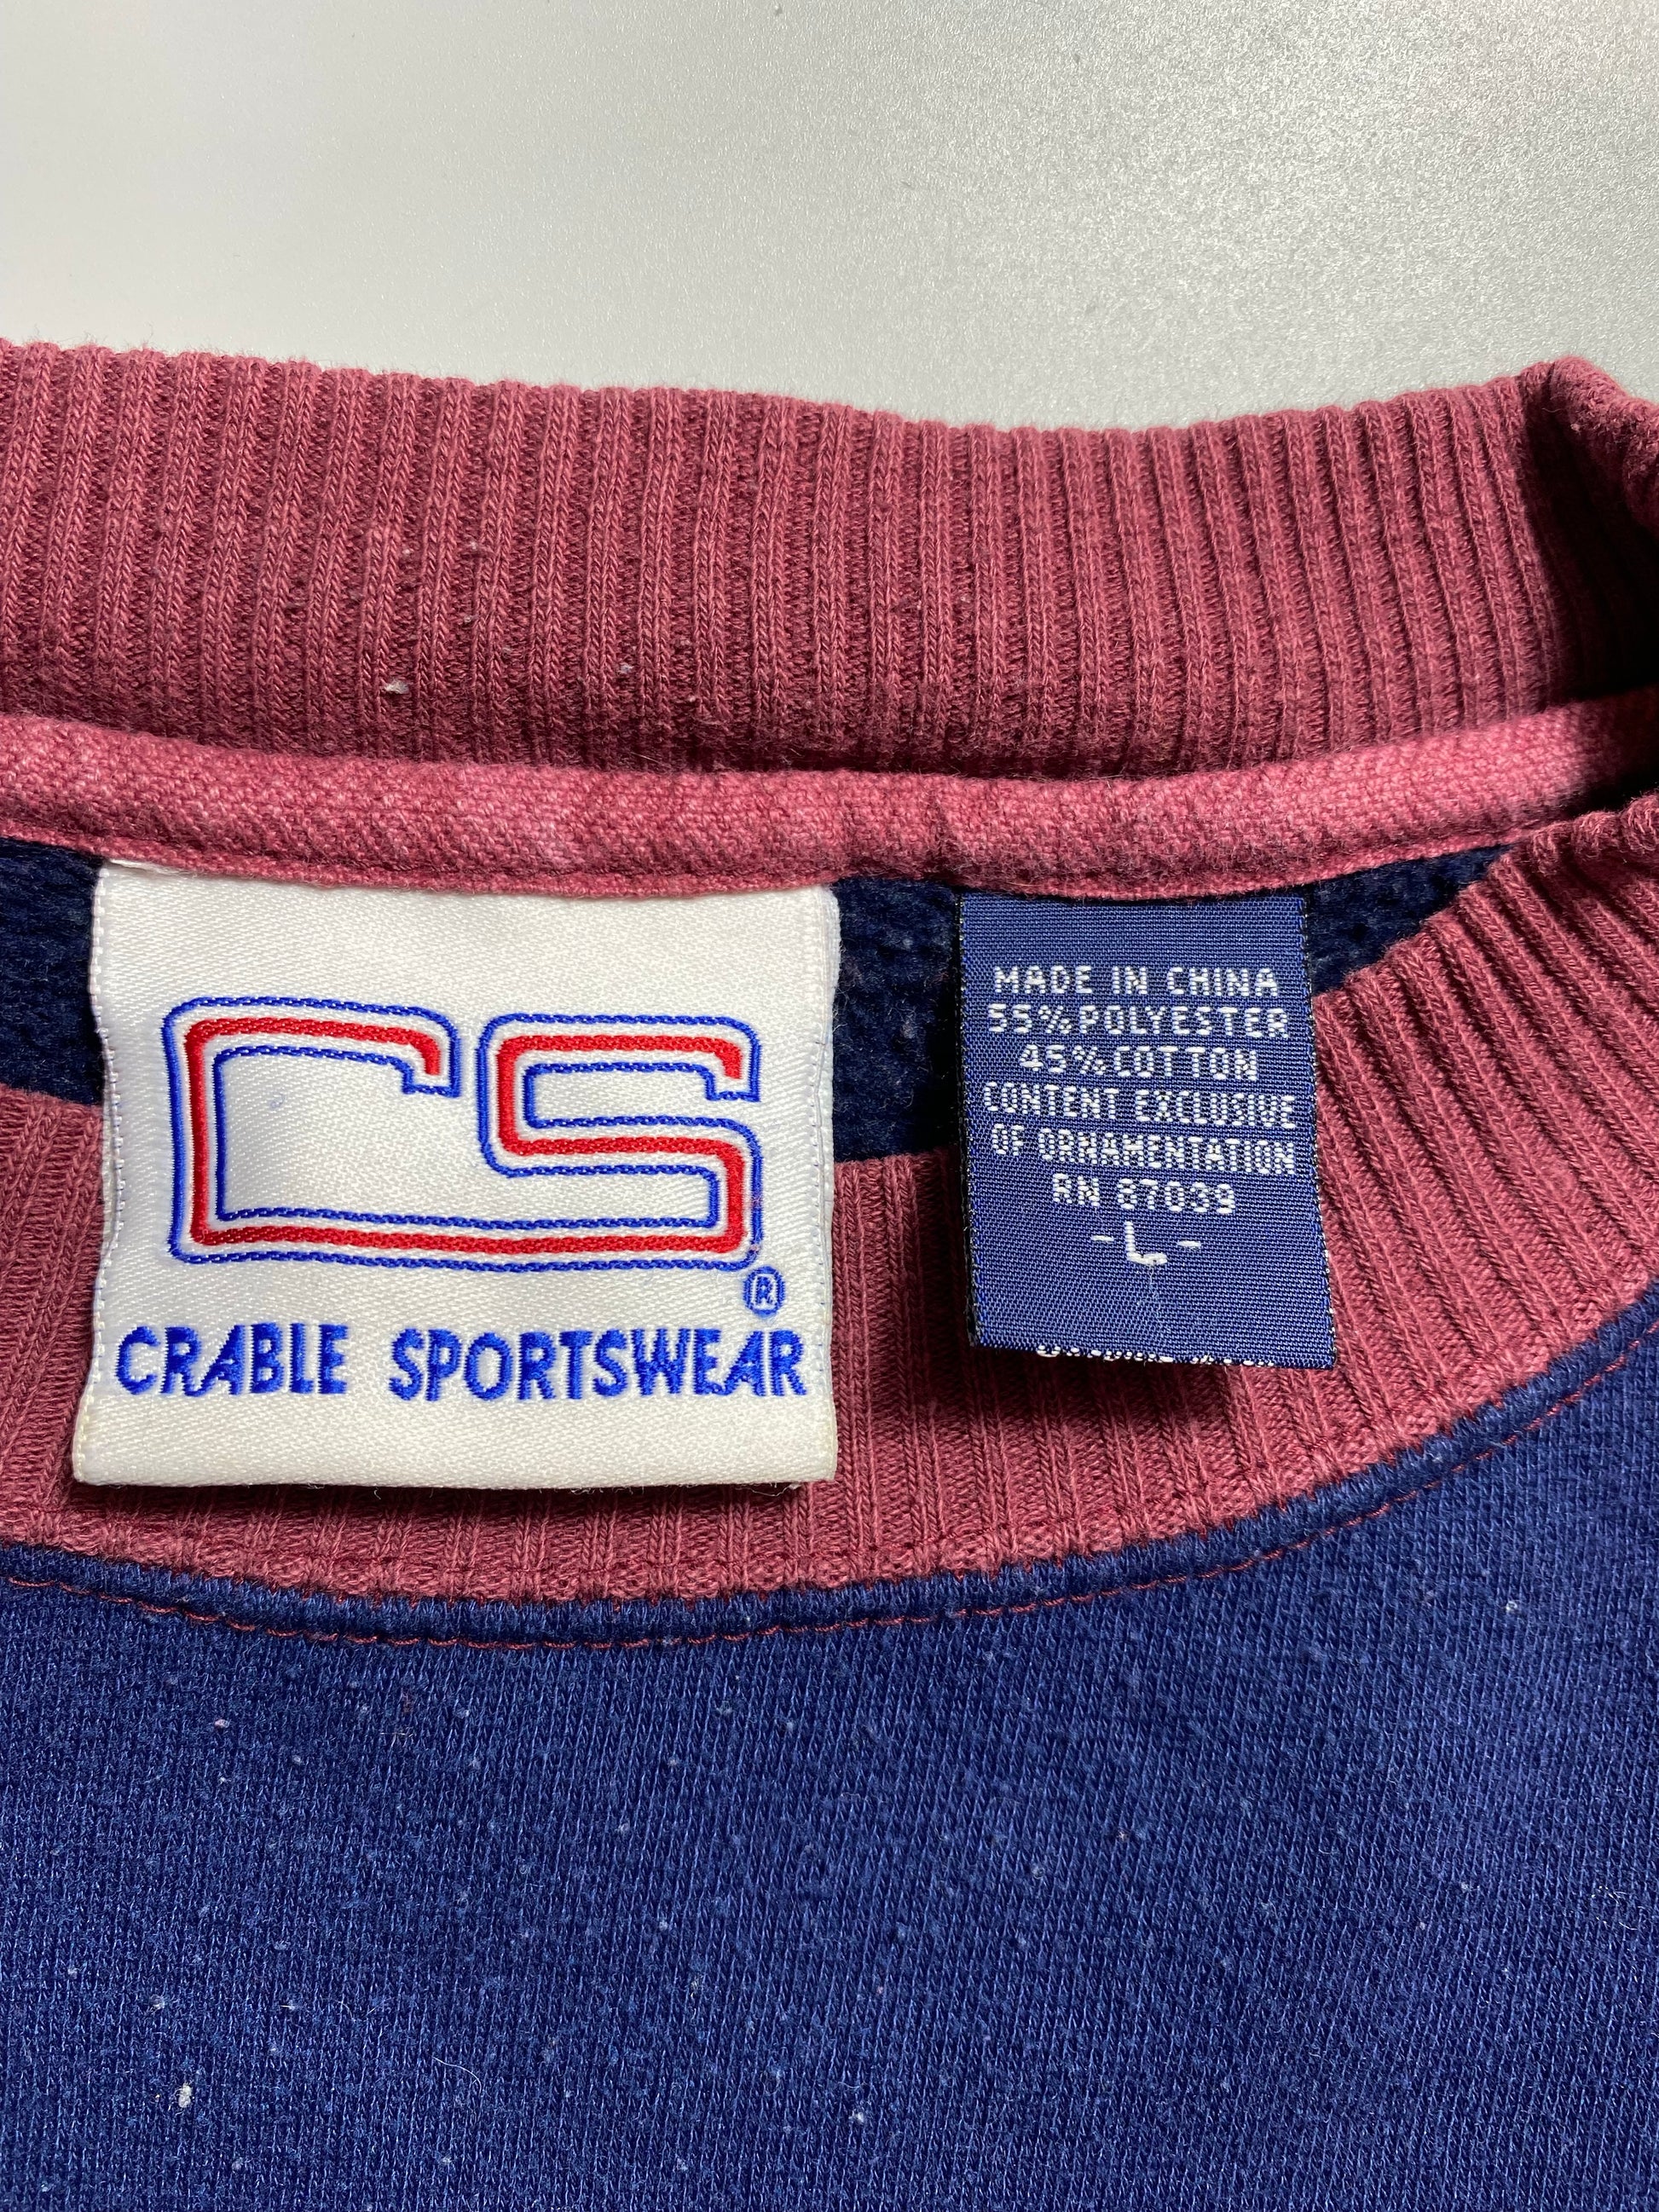 CS
®
CRABLE SPORTSWEAR
MADE IN CHINA
55%POLYESTER
45%COTTON
CONTENT EXCLUSIVE
OF ORNAMENTATION
RN 87039
-L-